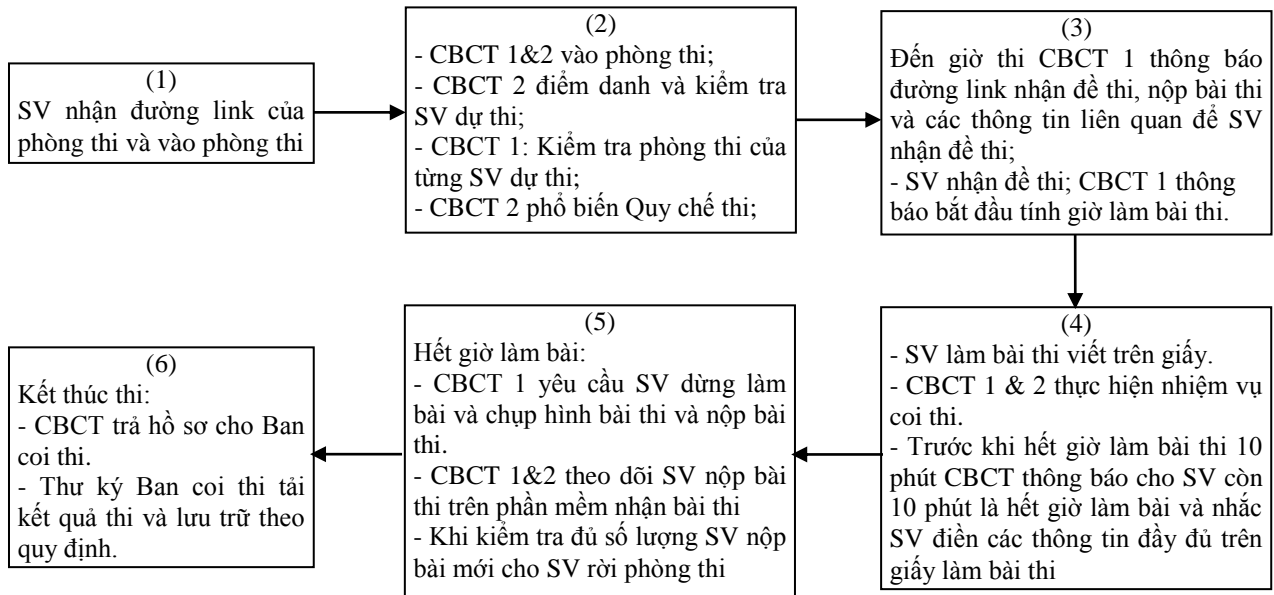 (1)
SV nhận đường link của
phòng thi và vào phòng thi
(2)
- CBCT 1&2 vào phòng thi;
- CBCT 2 điểm danh và kiểm tra
SV dự thi;
- CBCT 1: Kiểm tra phòng thi của
từng SV dự thi;
- CBCT 2 phổ biến Quy chế thi;
(3)
Đến giờ thi CBCT 1 thông báo
đường link nhận đề thi, nộp bài thi
và các thông tin liên quan để SV
nhận đề thi;
- SV nhận đề thi; CBCT 1 thông
báo bắt đầu tính giờ làm bài thi.
(4)
- SV làm bài thi viết trên giấy.
- CBCT 1 & 2 thực hiện nhiệm vụ
coi thi.
- Trước khi hết giờ làm bài thi 10
phút CBCT thông báo cho SV còn
10 phút là hết giờ làm bài và nhắc
SV điền các thông tin đầy đủ trên
giấy làm bài thi
(5)
Hết giờ làm bài:
- CBCT 1 yêu cầu SV dừng làm
bài và chụp hình bài thi và nộp bài
thi.
- CBCT 1&2 theo dõi SV nộp bài
thi trên phần mềm nhận bài thi
- Khi kiểm tra đủ số lượng SV nộp
bài mới cho SV rời phòng thi
(6)
Kết thúc thi:
- CBCT trả hồ sơ cho Ban
coi thi.
- Thư ký Ban coi thi tải
kết quả thi và lưu trữ theo
quy định.